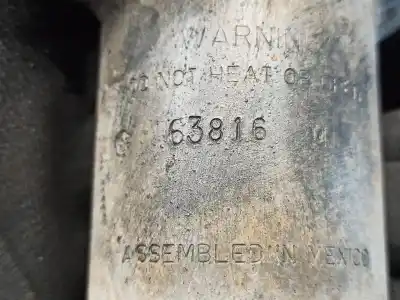 WARNING
DO NOT HEAT OR
63816 M
ASSEMBLED IN MEXICO